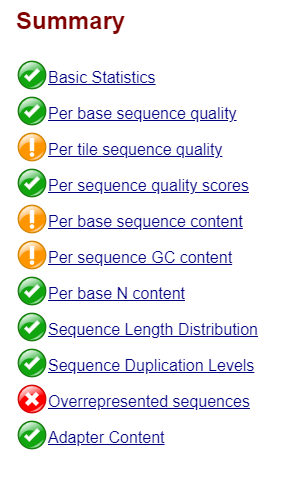 Summary
Basic Statistics
Per base sequence quality
Per tile sequence quality
Per sequence quality scores
Per base sequence content
Per sequence GC content
Per base N content
Sequence Length Distribution
Sequence Duplication Levels
Overrepresented sequences
Adapter Content